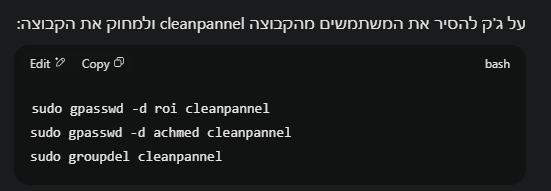 על ג'ק להסיר את המשתמשים מהקבוצה cleanpannel ולמחוק את הקבוצה:
bash Copy Edit
sudo gpasswd -d roi cleanpannel
sudo gpasswd -d achmed cleanpannel
sudo groupdel cleanpannel